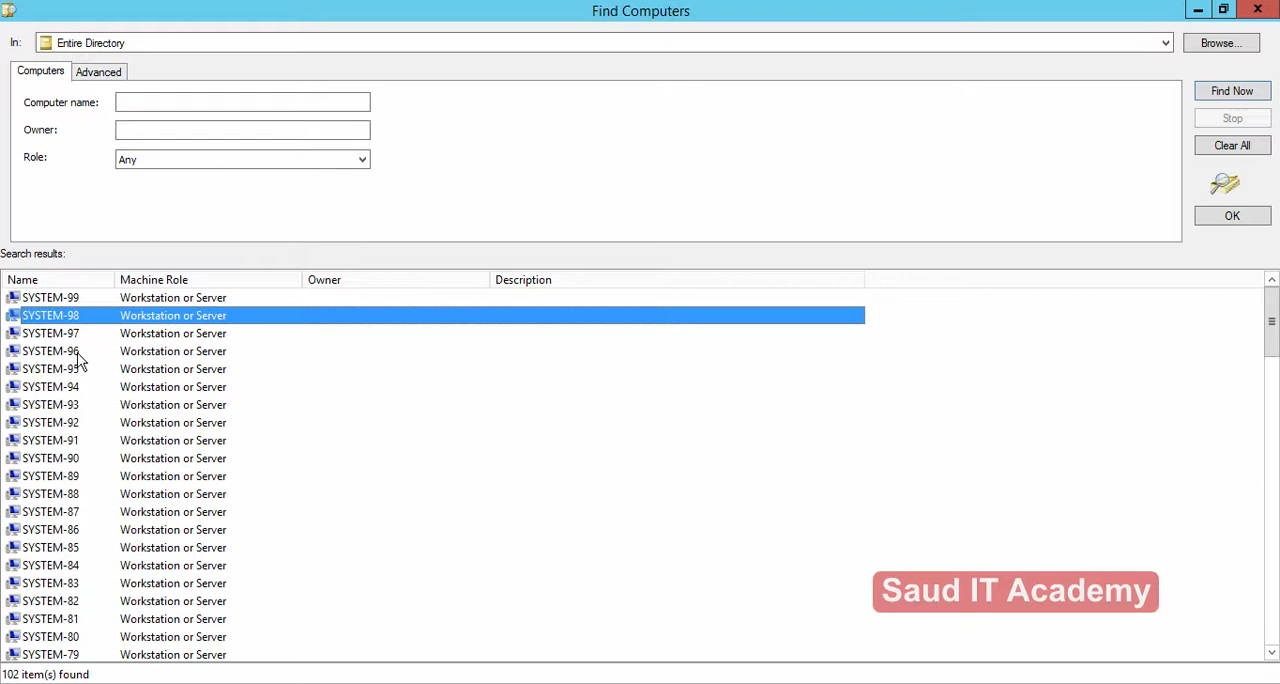 Find Computers
In: Entire Directory Browse...
Computers Advanced
Computer name: Find Now
Owner: Stop
Role: Any Clear All
OK
Search results:
Name Machine Role Owner Description
SYSTEM-99 Workstation or Server
SYSTEM-98 Workstation or Server
SYSTEM-97 Workstation or Server
SYSTEM-96 Workstation or Server
SYSTEM-95 Workstation or Server
SYSTEM-94 Workstation or Server
SYSTEM-93 Workstation or Server
SYSTEM-92 Workstation or Server
SYSTEM-91 Workstation or Server
SYSTEM-90 Workstation or Server
SYSTEM-89 Workstation or Server
SYSTEM-88 Workstation or Server
SYSTEM-87 Workstation or Server
SYSTEM-86 Workstation or Server
SYSTEM-85 Workstation or Server
SYSTEM-84 Workstation or Server
SYSTEM-83 Workstation or Server
SYSTEM-82 Workstation or Server
SYSTEM-81 Workstation or Server
SYSTEM-80 Workstation or Server
SYSTEM-79 Workstation or Server
Saud IT Academy
102 item(s) found